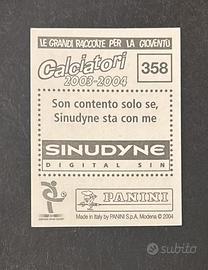 LE GRANDI RACCOLTE PER LA GIOVENTÙ
Calciatori
2003-2004
358
Son contento solo se,
Sinudyne sta con me
SINUDYNE
DIGITAL SIN
PANINI
Made in Italy by PANINI S.p.A. Modena © 2004
subito